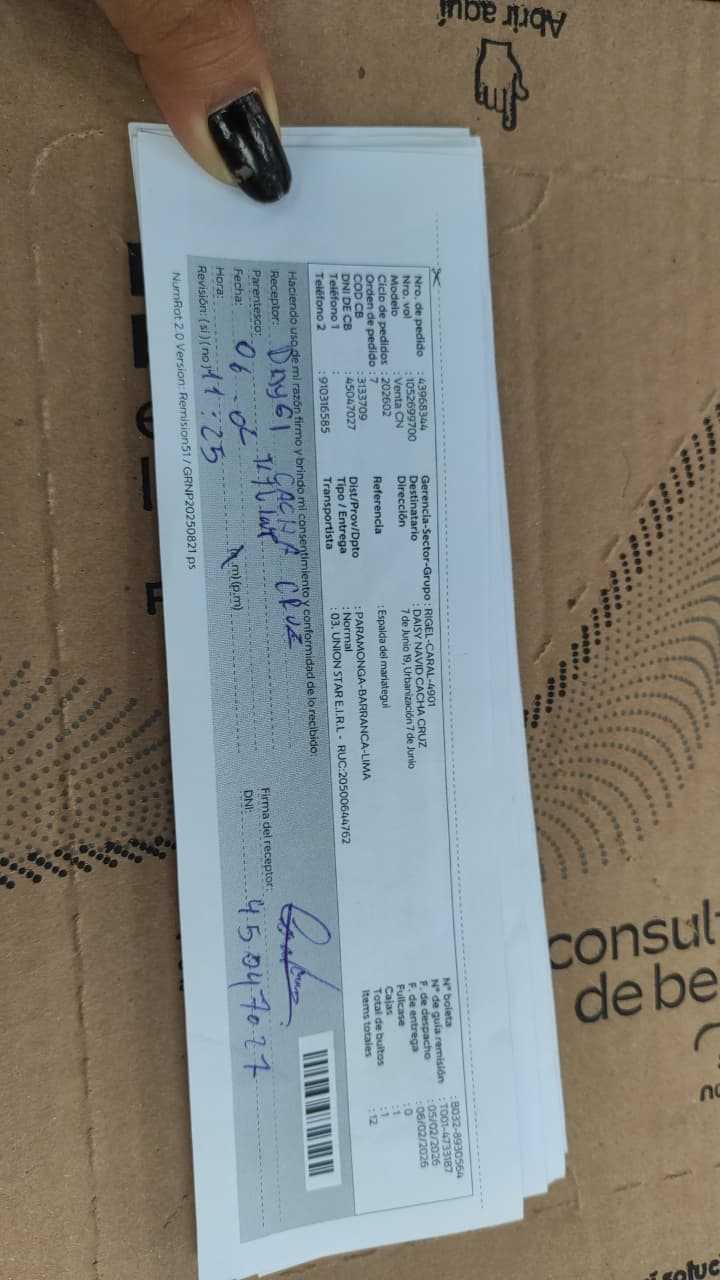 Abrir aquí
Nro. de pedido : 43968344
Nro. vol : 1052699700
Modelo : Venta CN
Ciclo de pedidos : 202602
Orden de pedido : 7
COD CB : 3133709
DNI DE CB : 45047027
Teléfono 1 :
Teléfono 2 : 910316585
Gerencia-Sector-Grupo : RIGEL-CARAL-4901
Destinatario : DAISY NAVID CACHA CRUZ
Dirección 7 de Junio 19, Urbanización 7 de Junio
Referencia : Espalda del mariategui
Dist/Prov/Dpto : PARAMONGA-BARRANCA-LIMA
Tipo / Entrega : Normal
Transportista : 03. UNION STAR E.I.R.L - RUC:20500644762
N° boleta : B032-8930564
N° de guía remisión : T001-4733187
F. de despacho : 05/02/2026
F. de entrega : 06/02/2026
Fullcase : 0
Cajas : 1
Total de bultos : 1
Items totales : 12
Haciendo uso de mi razón firmo y brindo mi consentimiento y conformidad de lo recibido:
Receptor: CACHA CRUZ
Parentesco: Titular
Fecha: 06-02
Hora: 11:25 (a.m)(p.m)
Revisión: (si)(no)
Firma del receptor:
DNI: 45047027
NumRot 2.0 Version: Remision51 / GRNP20250821 ps
consul
de be